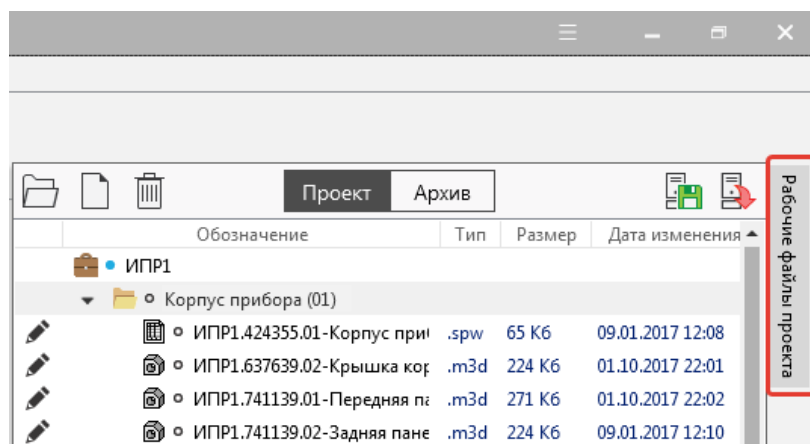 Проект Архив
Рабочие файлы проекта
Обозначение Тип Размер Дата изменения
ИПР1
Корпус прибора (01)
ИПР1.424355.01-Корпус при .spw 65 Кб 09.01.2017 12:08
ИПР1.637639.02-Крышка кор .m3d 224 Кб 01.10.2017 22:01
ИПР1.741139.01-Передняя па .m3d 271 Кб 01.10.2017 22:02
ИПР1.741139.02-Задняя пане .m3d 224 Кб 09.01.2017 12:10